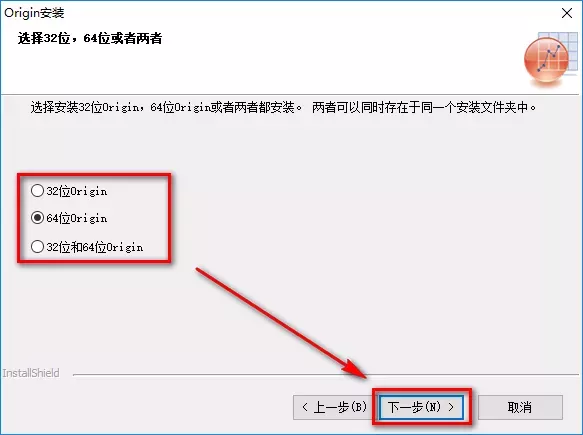 Origin安装
选择32位，64位或者两者
选择安装32位Origin，64位Origin或者两者都安装。 两者可以同时存在于同一个安装文件夹中。
32位Origin
64位Origin
32位和64位Origin
InstallShield
< 上一步(B)
下一步(N) >
取消